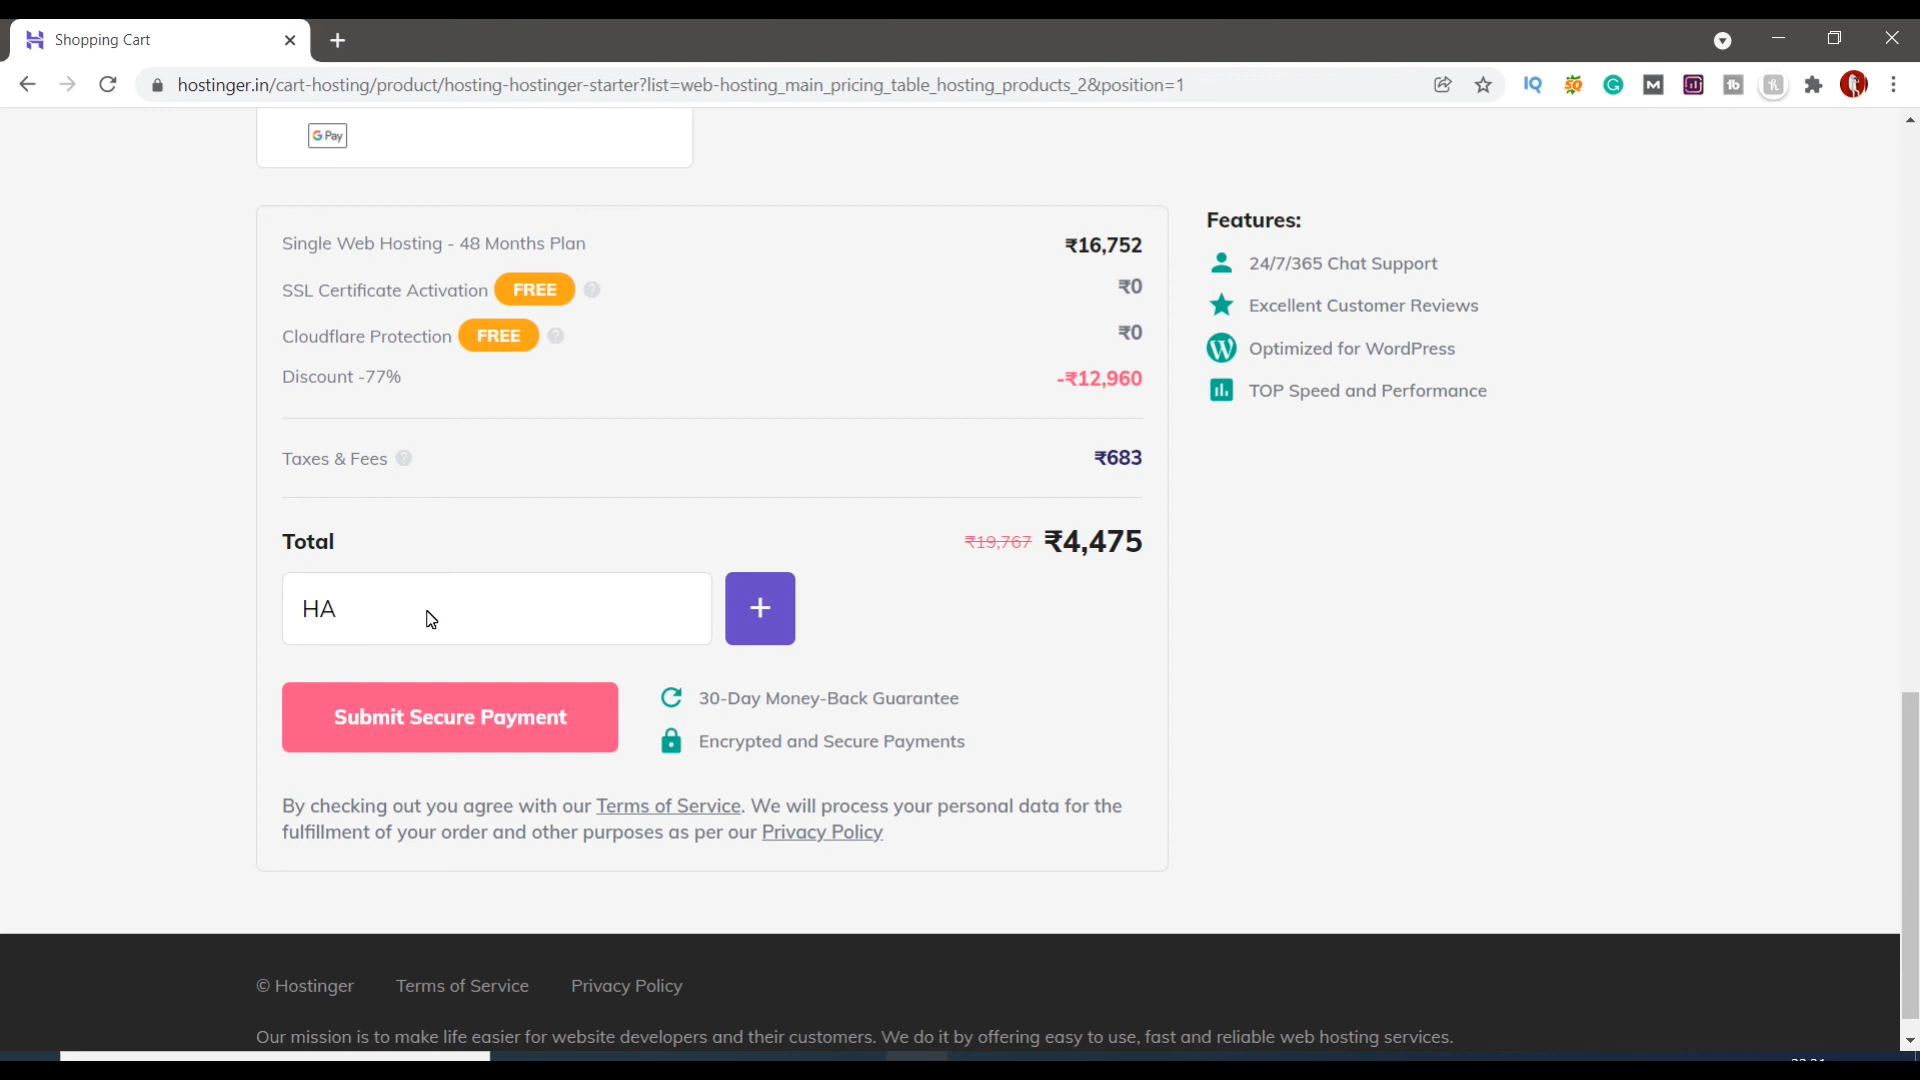 Shopping Cart
hostinger.in/cart-hosting/product/hosting-hostinger-starter?list=web-hosting_main_pricing_table_hosting_products_2&position=1
G Pay
Single Web Hosting - 48 Months Plan ₹16,752
SSL Certificate Activation FREE ? ₹0
Cloudflare Protection FREE ? ₹0
Discount -77% -₹12,960
Taxes & Fees ? ₹683
Total ₹19,767 ₹4,475
HA +
Submit Secure Payment
30-Day Money-Back Guarantee
Encrypted and Secure Payments
By checking out you agree with our Terms of Service. We will process your personal data for the
fulfillment of your order and other purposes as per our Privacy Policy
Features:
24/7/365 Chat Support
Excellent Customer Reviews
Optimized for WordPress
TOP Speed and Performance
© Hostinger Terms of Service Privacy Policy
Our mission is to make life easier for website developers and their customers. We do it by offering easy to use, fast and reliable web hosting services.